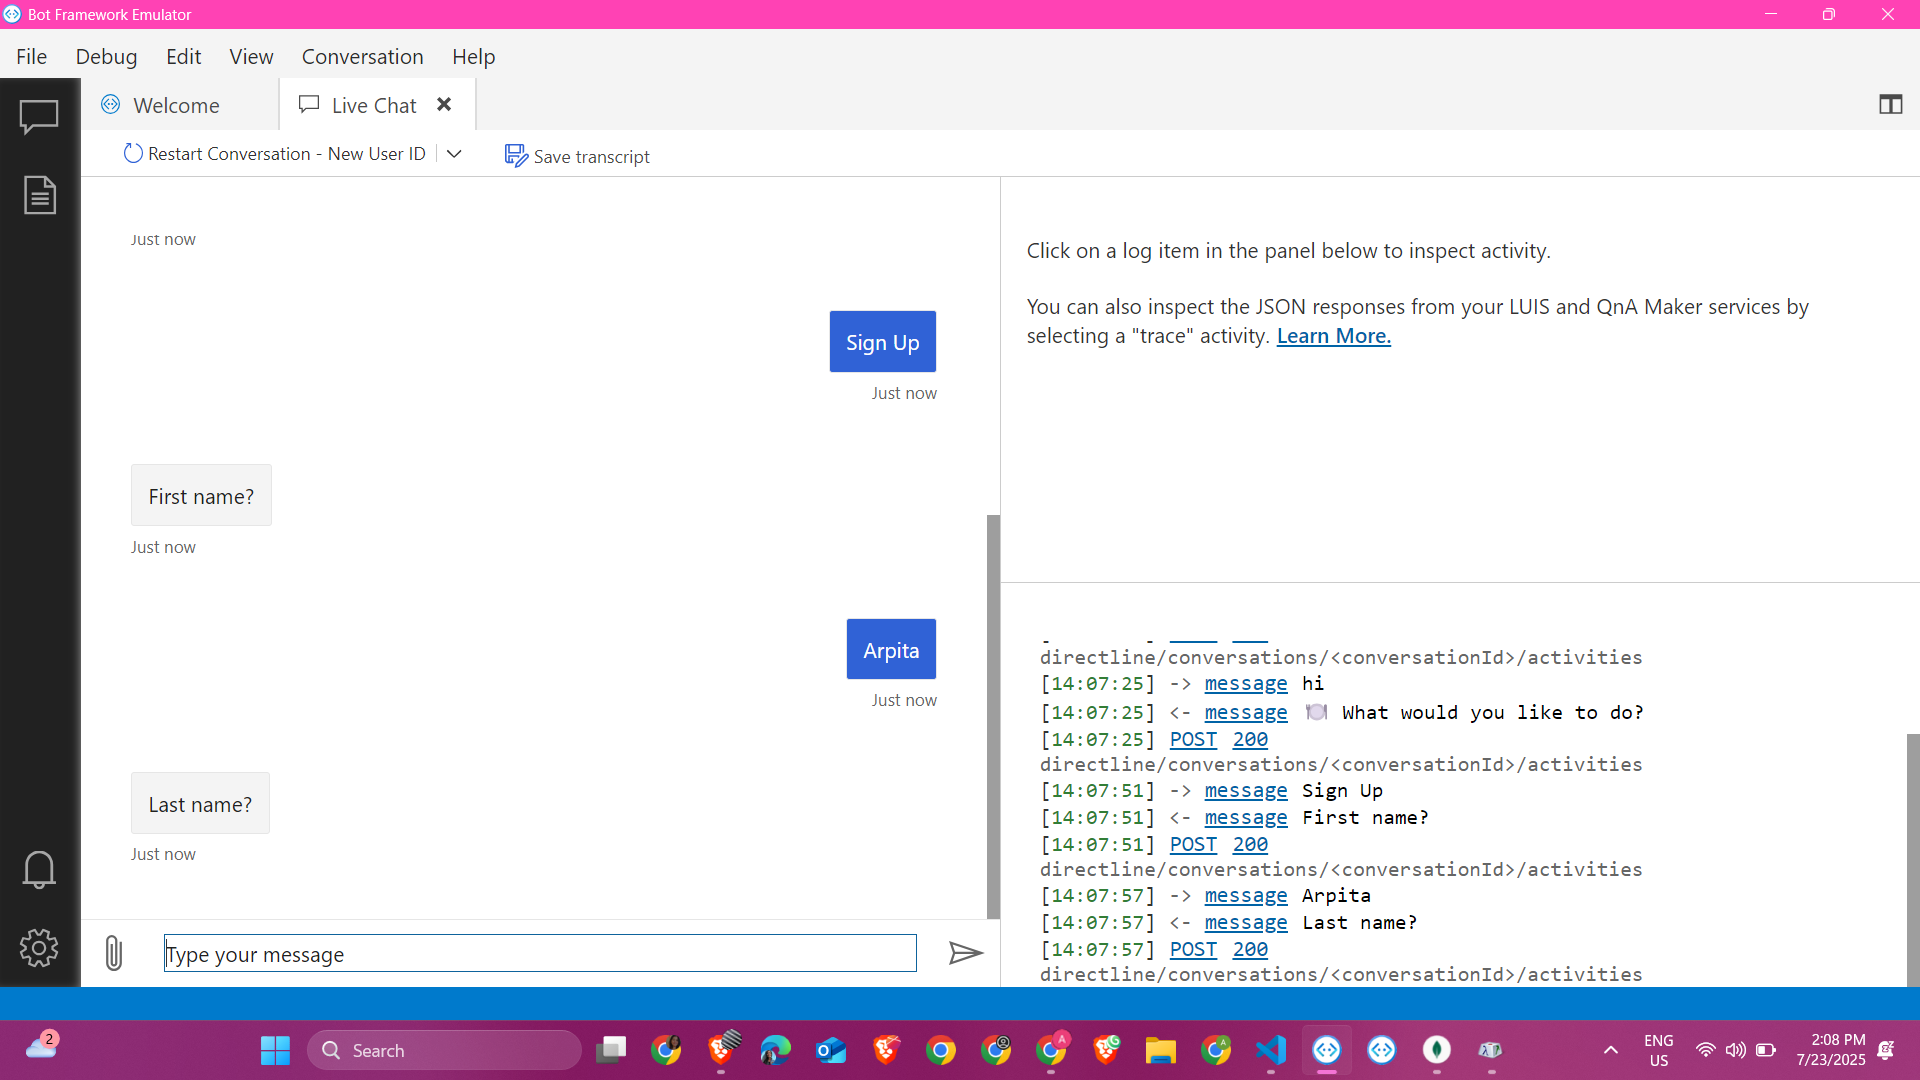 Bot Framework Emulator
File Debug Edit View Conversation Help
Welcome
Live Chat
Restart Conversation - New User ID
Save transcript
Just now
Sign Up
Just now
First name?
Just now
Arpita
Just now
Last name?
Just now
Type your message
Click on a log item in the panel below to inspect activity.
You can also inspect the JSON responses from your LUIS and QnA Maker services by
selecting a "trace" activity. Learn More.
directline/conversations/<conversationId>/activities
[14:07:25] -> message hi
[14:07:25] <- message 🍽️ What would you like to do?
[14:07:25] POST 200
directline/conversations/<conversationId>/activities
[14:07:51] -> message Sign Up
[14:07:51] <- message First name?
[14:07:51] POST 200
directline/conversations/<conversationId>/activities
[14:07:57] -> message Arpita
[14:07:57] <- message Last name?
[14:07:57] POST 200
directline/conversations/<conversationId>/activities
2
Search
ENG
US
2:08 PM
7/23/2025